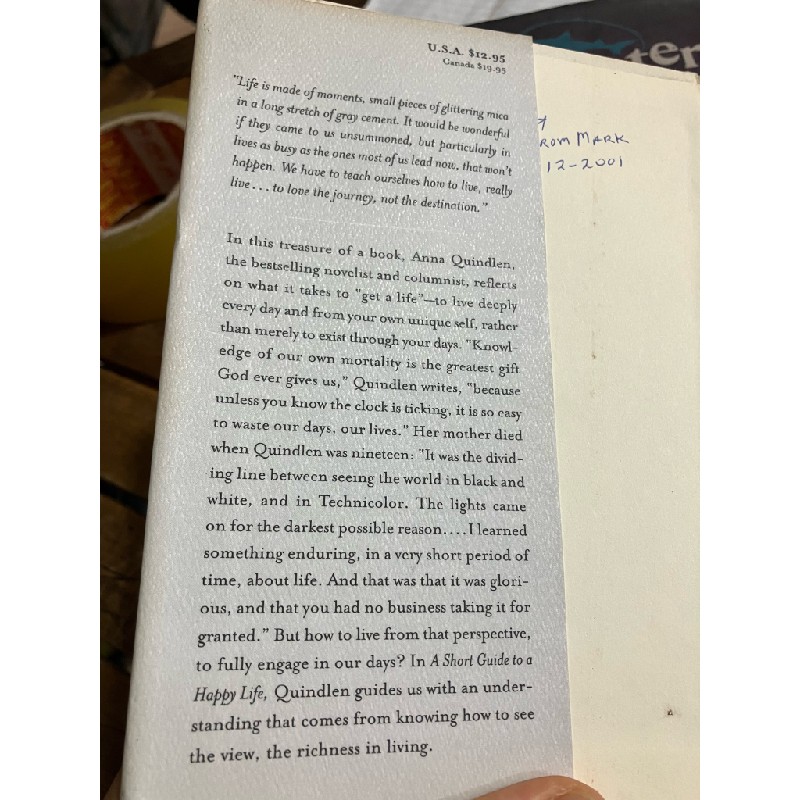 U.S.A. $12.95
Canada $19.95
"Life is made of moments, small pieces of glittering mica
in a long stretch of gray cement. It would be wonderful
if they came to us unsummoned, but particularly in
lives as busy as the ones most of us lead now, that won't
happen. We have to teach ourselves how to live, really
live . . . to love the journey, not the destination."
In this treasure of a book, Anna Quindlen,
the bestselling novelist and columnist, reflects
on what it takes to "get a life"—to live deeply
every day and from your own unique self, rather
than merely to exist through your days. "Knowl-
edge of our own mortality is the greatest gift
God ever gives us," Quindlen writes, "because
unless you know the clock is ticking, it is so easy
to waste our days, our lives." Her mother died
when Quindlen was nineteen: "It was the divid-
ing line between seeing the world in black and
white, and in Technicolor. The lights came
on for the darkest possible reason. . . . I learned
something enduring, in a very short period of
time, about life. And that was that it was glori-
ous, and that you had no business taking it for
granted." But how to live from that perspective,
to fully engage in our days? In A Short Guide to a
Happy Life, Quindlen guides us with an under-
standing that comes from knowing how to see
the view, the richness in living.
ROM MARK
12-2001